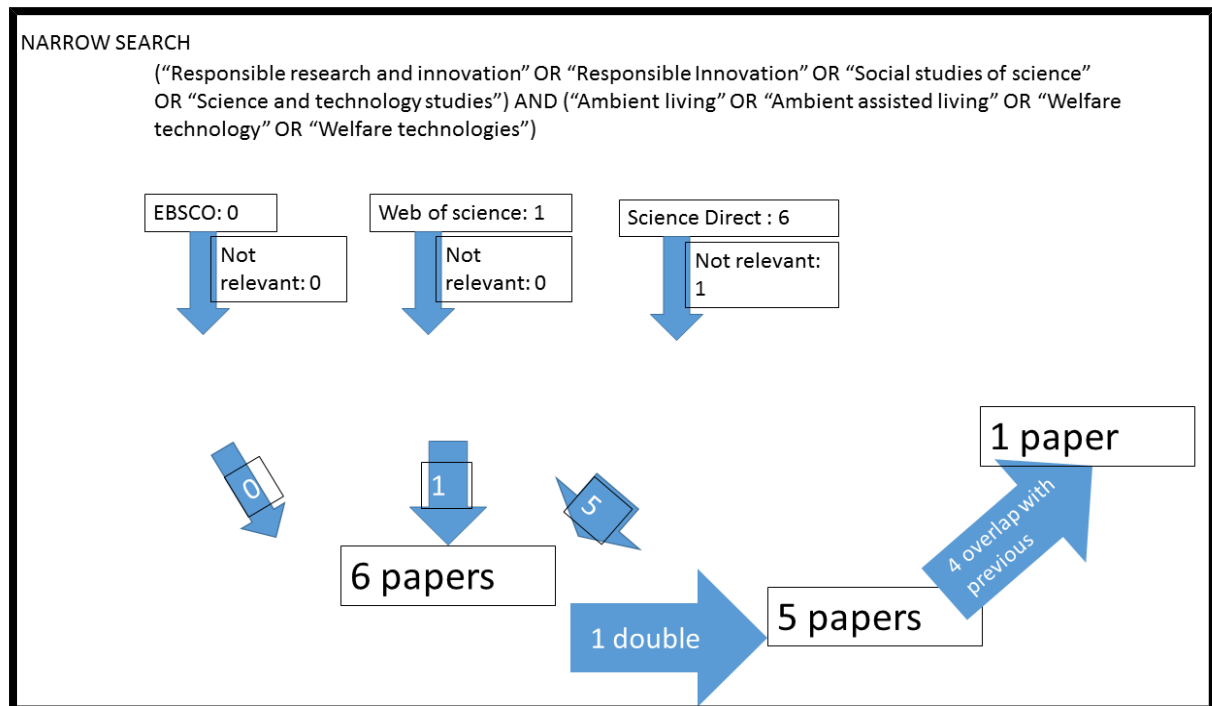 NARROW SEARCH
(“Responsible research and innovation” OR “Responsible Innovation” OR “Social studies of science”
OR “Science and technology studies”) AND (“Ambient living” OR “Ambient assisted living” OR “Welfare
technology” OR “Welfare technologies”)
EBSCO: 0
Not
relevant: 0
Web of science: 1
Not
relevant: 0
Science Direct : 6
Not relevant:
1
0
1
5
6 papers
1 double
5 papers
4 overlap with
previous
1 paper